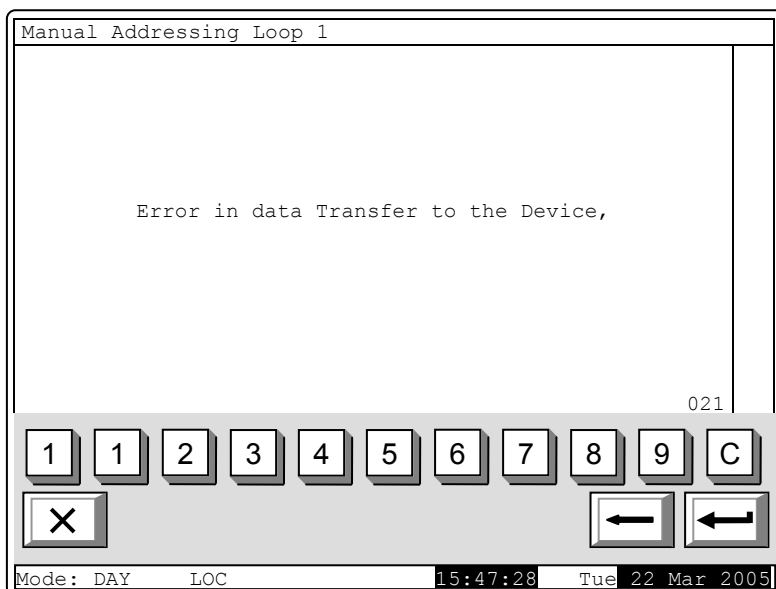 Manual Addressing Loop 1
Error in data Transfer to the Device,
021
1 1 2 3 4 5 6 7 8 9 C
Mode: DAY LOC 15:47:28 Tue 22 Mar 2005